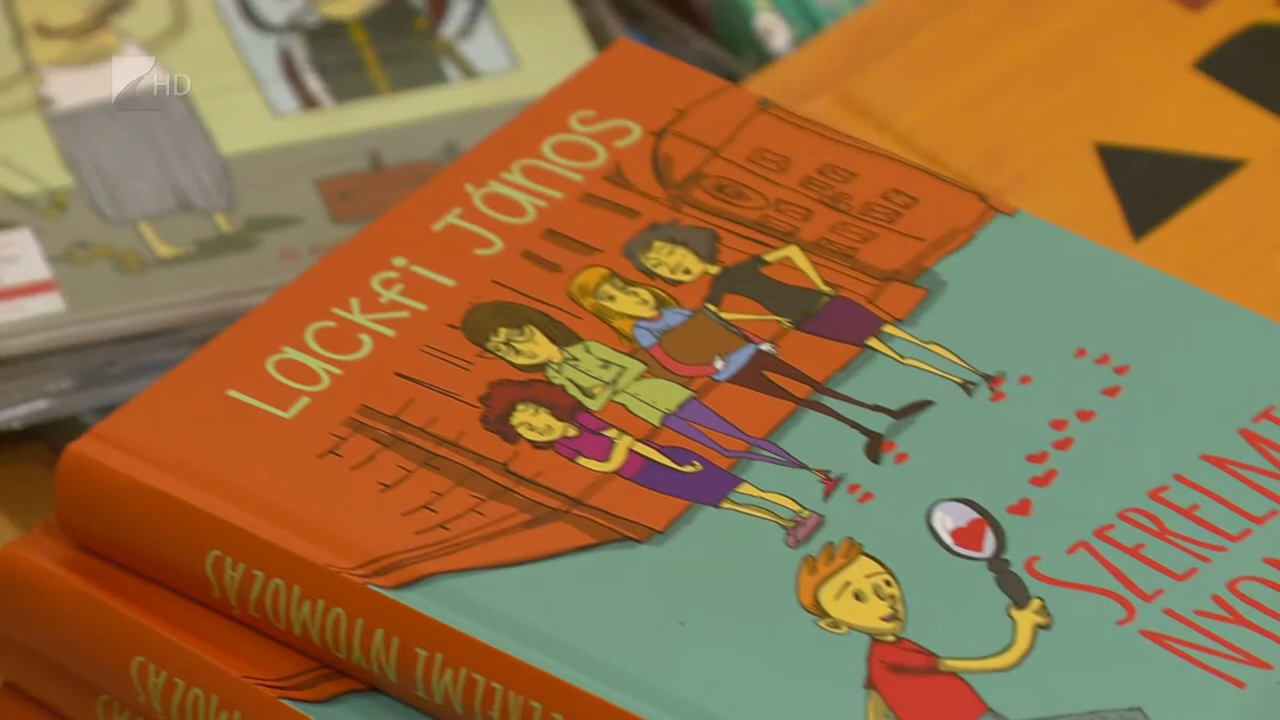 HD
Lackfi János
SZERELMI
NYOMOZÁS
SZERELMI NYOMOZÁS